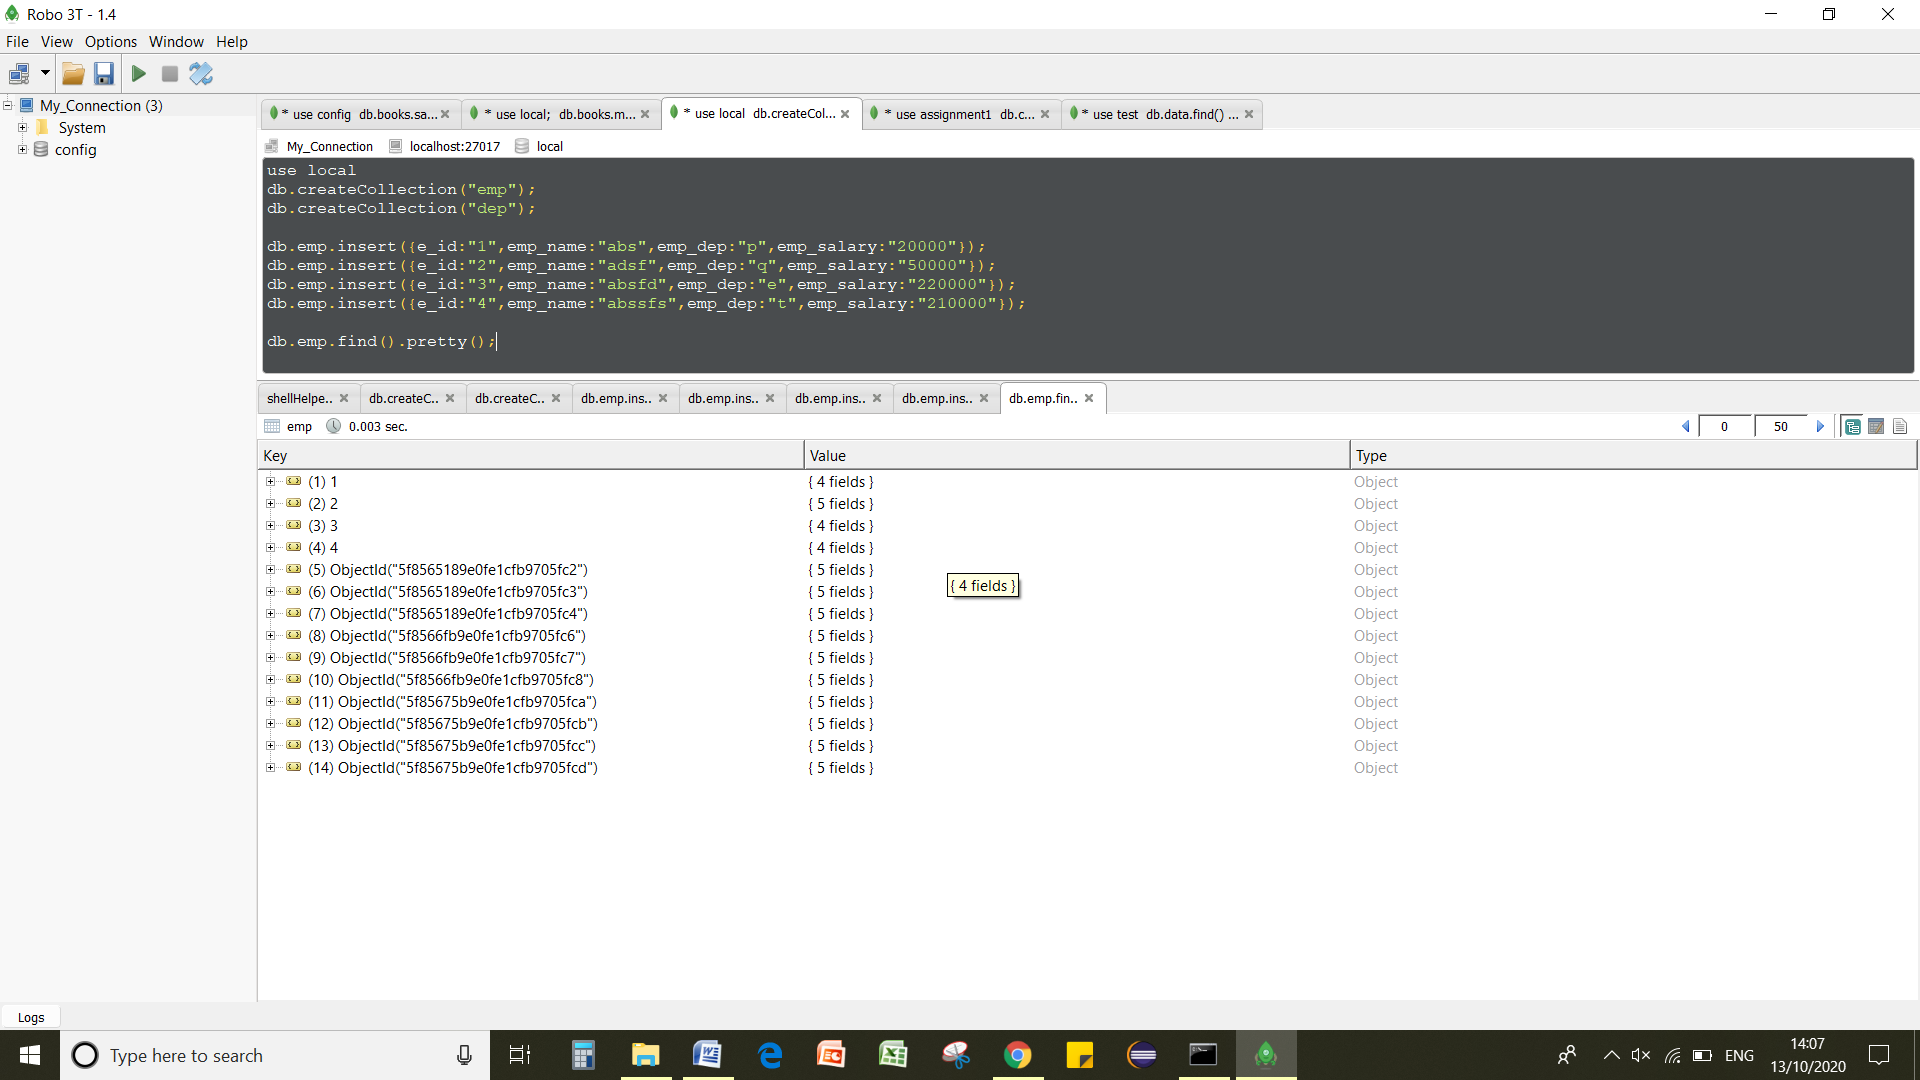 Robo 3T - 1.4
File View Options Window Help
My_Connection (3)
System
config
* use config db.books.sa...
* use local; db.books.m...
* use local db.createCol...
* use assignment1 db.c...
* use test db.data.find() ...
My_Connection localhost:27017 local
use local
db.createCollection("emp");
db.createCollection("dep");
db.emp.insert({e_id:"1",emp_name:"abs",emp_dep:"p",emp_salary:"20000"});
db.emp.insert({e_id:"2",emp_name:"adsf",emp_dep:"q",emp_salary:"50000"});
db.emp.insert({e_id:"3",emp_name:"absfd",emp_dep:"e",emp_salary:"220000"});
db.emp.insert({e_id:"4",emp_name:"abssfs",emp_dep:"t",emp_salary:"210000"});
db.emp.find().pretty();
shellHelpe.. db.createC.. db.createC.. db.emp.ins.. db.emp.ins.. db.emp.ins.. db.emp.ins.. db.emp.fin..
emp 0.003 sec. 0 50
Key Value Type
(1) 1 { 4 fields } Object
(2) 2 { 5 fields } Object
(3) 3 { 4 fields } Object
(4) 4 { 4 fields } Object
(5) ObjectId("5f8565189e0fe1cfb9705fc2") { 5 fields } Object
{ 4 fields }
(6) ObjectId("5f8565189e0fe1cfb9705fc3") { 5 fields } Object
(7) ObjectId("5f8565189e0fe1cfb9705fc4") { 5 fields } Object
(8) ObjectId("5f8566fb9e0fe1cfb9705fc6") { 5 fields } Object
(9) ObjectId("5f8566fb9e0fe1cfb9705fc7") { 5 fields } Object
(10) ObjectId("5f8566fb9e0fe1cfb9705fc8") { 5 fields } Object
(11) ObjectId("5f85675b9e0fe1cfb9705fca") { 5 fields } Object
(12) ObjectId("5f85675b9e0fe1cfb9705fcb") { 5 fields } Object
(13) ObjectId("5f85675b9e0fe1cfb9705fcc") { 5 fields } Object
(14) ObjectId("5f85675b9e0fe1cfb9705fcd") { 5 fields } Object
Logs
Type here to search
ENG
14:07
13/10/2020